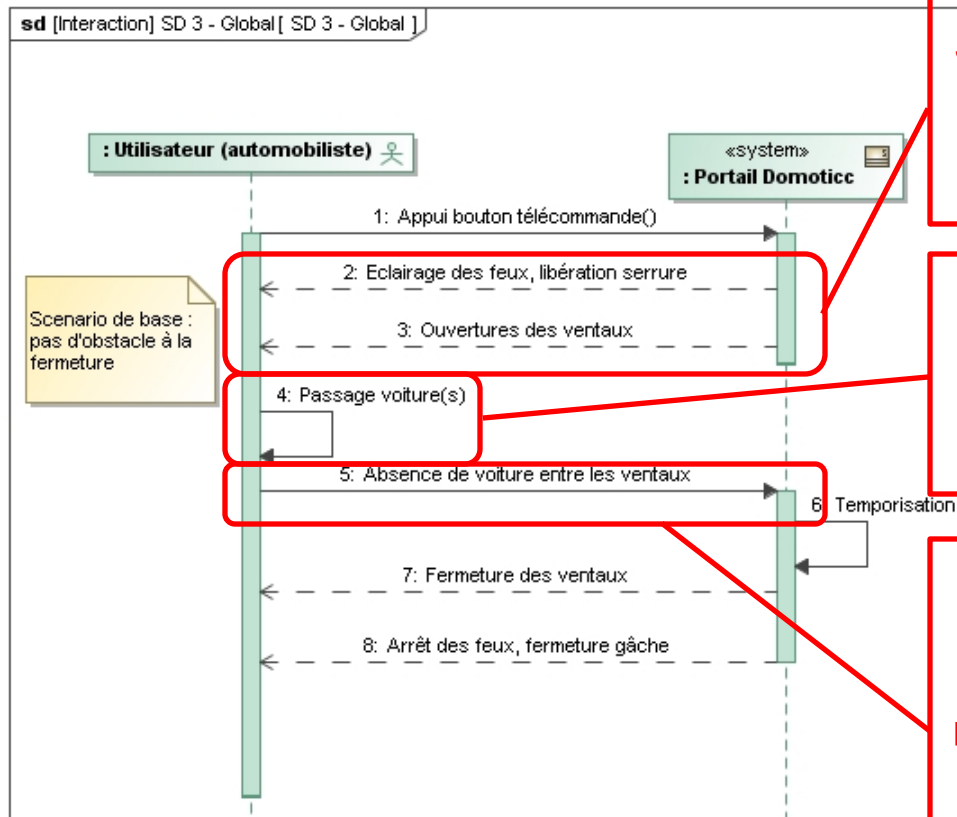 sd [Interaction] SD 3 - Global [ SD 3 - Global ]
: Utilisateur (automobiliste)
«system»
: Portail Domoticc
1: Appui bouton télécommande()
2: Eclairage des feux, libération serrure
Scenario de base :
pas d'obstacle à la
fermeture
3: Ouvertures des ventaux
4: Passage voiture(s)
5: Absence de voiture entre les ventaux
6: Temporisation
7: Fermeture des ventaux
8: Arrêt des feux, fermeture gâche